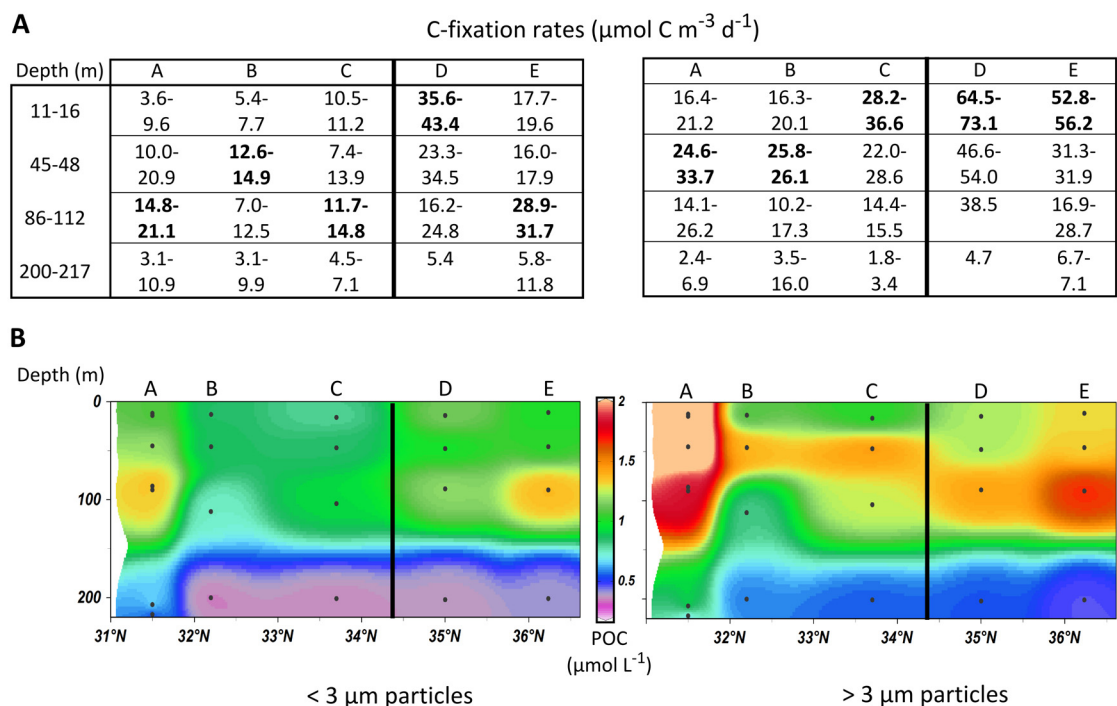 A
C-fixation rates (µmol C m⁻³ d⁻¹)
Depth (m) A B C D E A B C D E
11-16 3.6- 5.4- 10.5- 35.6- 17.7- 16.4- 16.3- 28.2- 64.5- 52.8-
9.6 7.7 11.2 43.4 19.6 21.2 20.1 36.6 73.1 56.2
45-48 10.0- 12.6- 7.4- 23.3- 16.0- 24.6- 25.8- 22.0- 46.6- 31.3-
20.9 14.9 13.9 34.5 17.9 33.7 26.1 28.6 54.0 31.9
86-112 14.8- 7.0- 11.7- 16.2- 28.9- 14.1- 10.2- 14.4- 38.5 16.9-
21.1 12.5 14.8 24.8 31.7 26.2 17.3 15.5 28.7
200-217 3.1- 3.1- 4.5- 5.4 5.8- 2.4- 3.5- 1.8- 4.7 6.7-
10.9 9.9 7.1 11.8 6.9 16.0 3.4 7.1
B
Depth (m) A B C D E A B C D E
0 2
1.5
100 1
0.5
200
31°N 32°N 33°N 34°N 35°N 36°N POC 32°N 33°N 34°N 35°N 36°N
(µmol L⁻¹)
< 3 µm particles > 3 µm particles